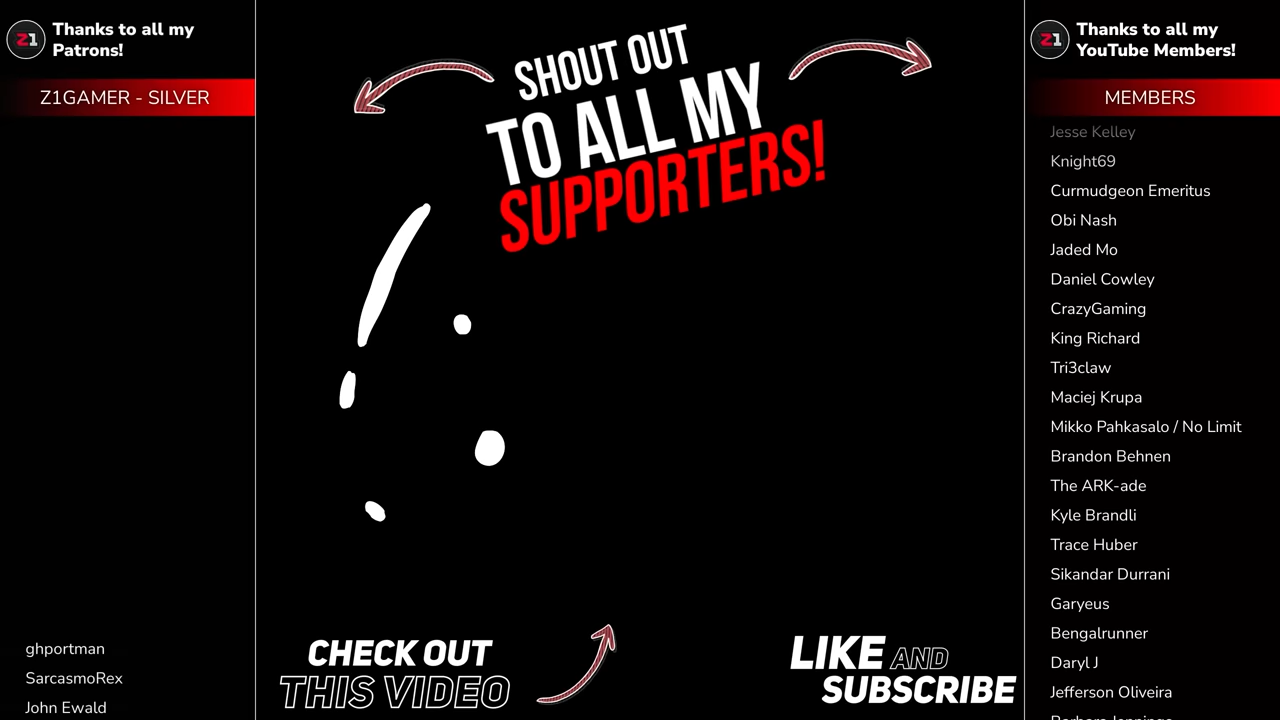 Z1
Thanks to all my
Patrons!
Z1GAMER - SILVER
ghportman
SarcasmoRex
John Ewald
SHOUT OUT
TO ALL MY
SUPPORTERS!
CHECK OUT
THIS VIDEO
LIKE AND
SUBSCRIBE
Z1
Thanks to all my
YouTube Members!
MEMBERS
Jesse Kelley
Knight69
Curmudgeon Emeritus
Obi Nash
Jaded Mo
Daniel Cowley
CrazyGaming
King Richard
Tri3claw
Maciej Krupa
Mikko Pahkasalo / No Limit
Brandon Behnen
The ARK-ade
Kyle Brandli
Trace Huber
Sikandar Durrani
Garyeus
Bengalrunner
Daryl J
Jefferson Oliveira